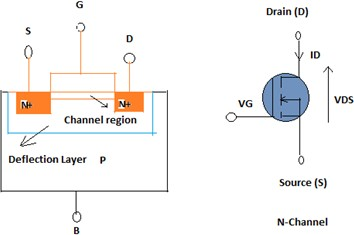 G
S
D
N+
N+
Channel region
Deflection Layer P
B
Drain (D)
ID
VG
VDS
Source (S)
N-Channel